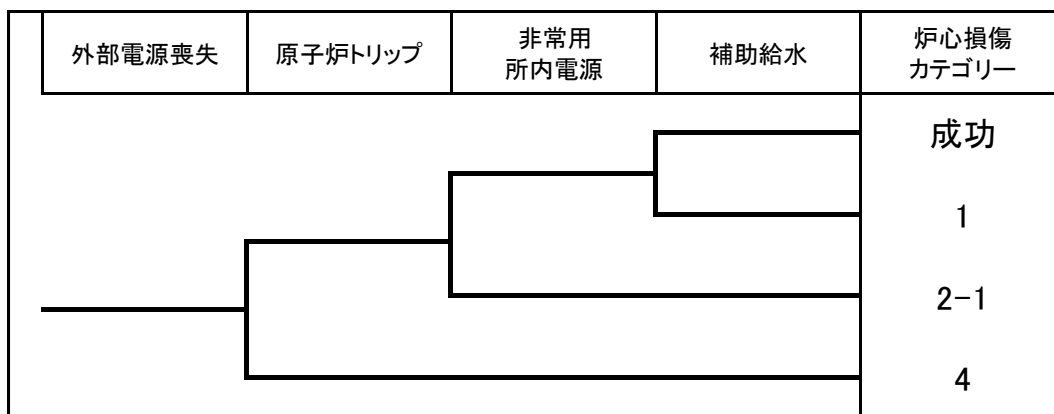 外部電源喪失
原子炉トリップ
非常用
所内電源
補助給水
炉心損傷
カテゴリー
成功
1
2-1
4